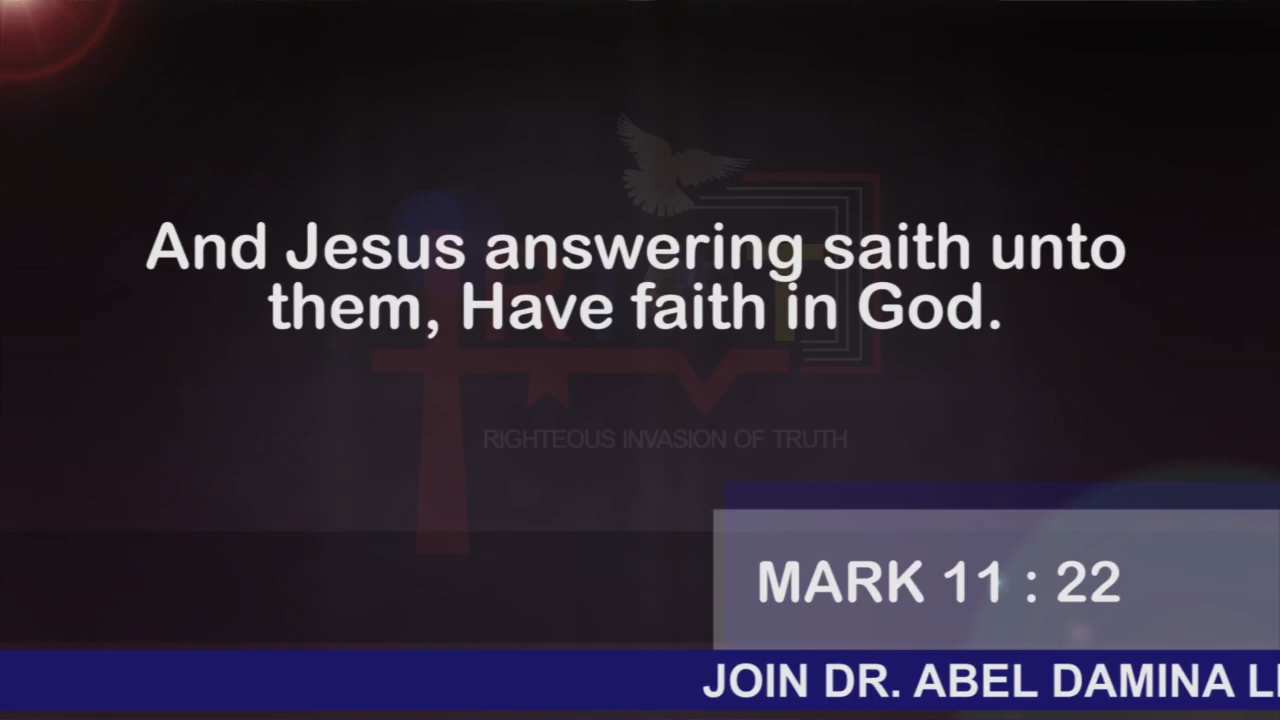 And Jesus answering saith unto
them, Have faith in God.
RIGHTEOUS INVASION OF TRUTH
MARK 11 : 22
JOIN DR. ABEL DAMINA